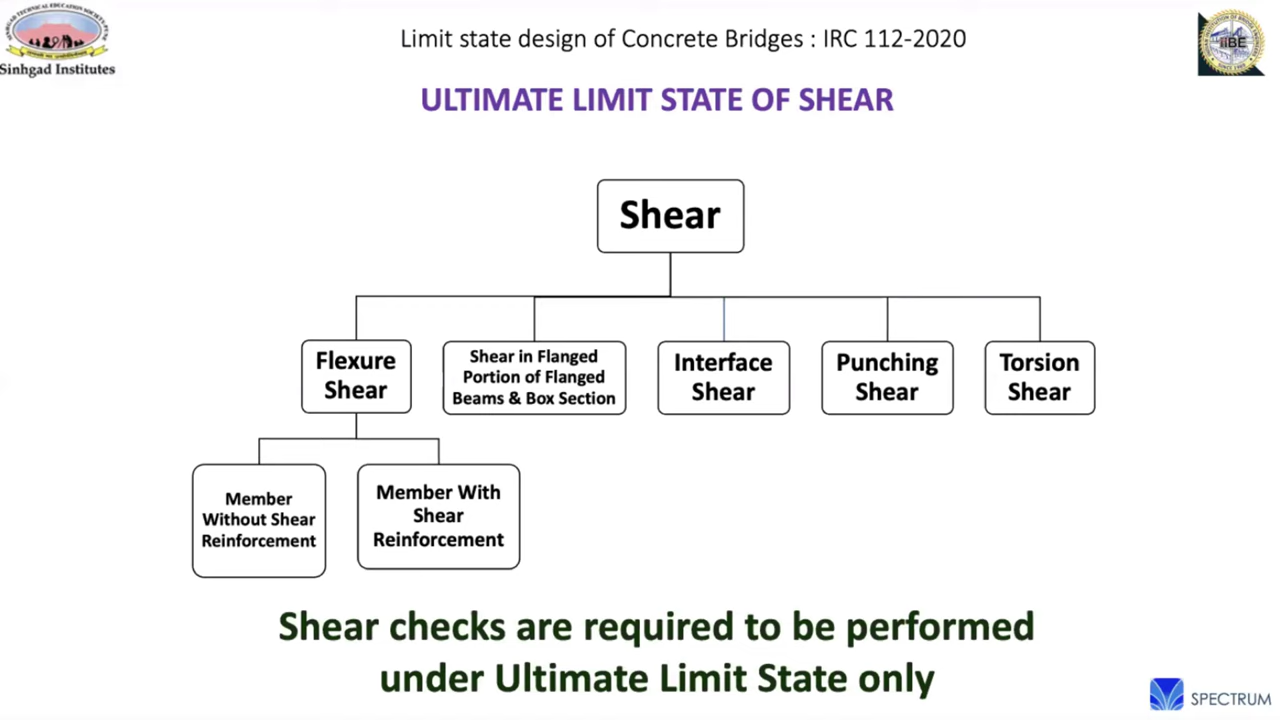 Limit state design of Concrete Bridges : IRC 112-2020
ULTIMATE LIMIT STATE OF SHEAR
Sinhgad Institutes
Shear
Flexure
Shear
Shear in Flanged
Portion of Flanged
Beams & Box Section
Interface
Shear
Punching
Shear
Torsion
Shear
Member
Without Shear
Reinforcement
Member With
Shear
Reinforcement
Shear checks are required to be performed
under Ultimate Limit State only
SPECTRUM